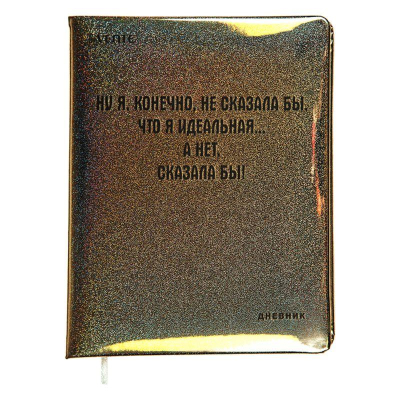 НУ Я, КОНЕЧНО, НЕ СКАЗАЛА БЫ,
ЧТО Я ИДЕАЛЬНАЯ...
А НЕТ,
СКАЗАЛА БЫ!
ДНЕВНИК